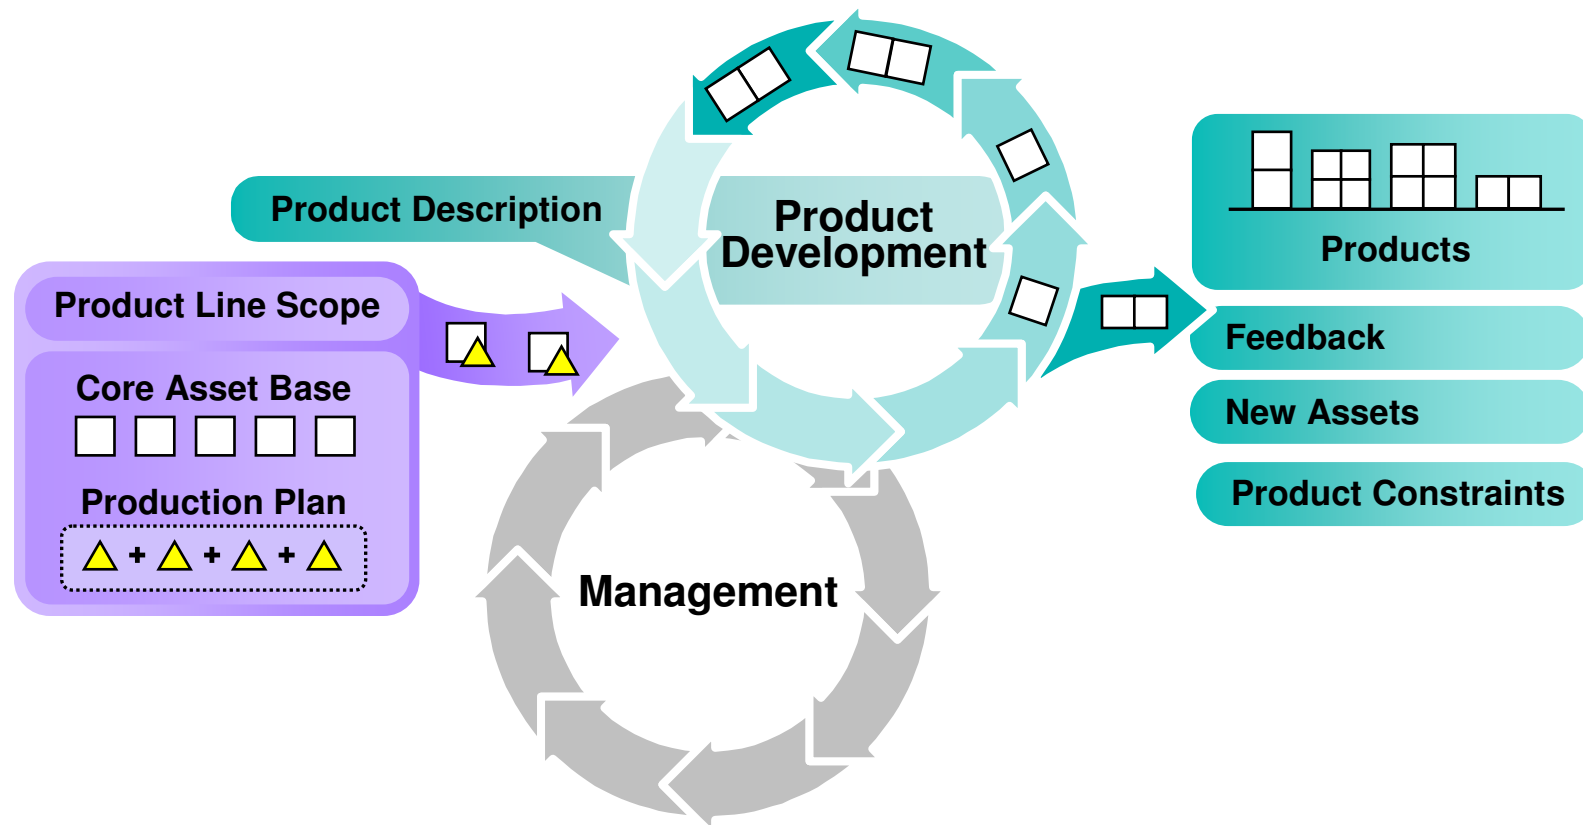 Product Description
Product
Development
Products
Product Line Scope
Feedback
Core Asset Base
New Assets
Production Plan
Product Constraints
+ + +
Management